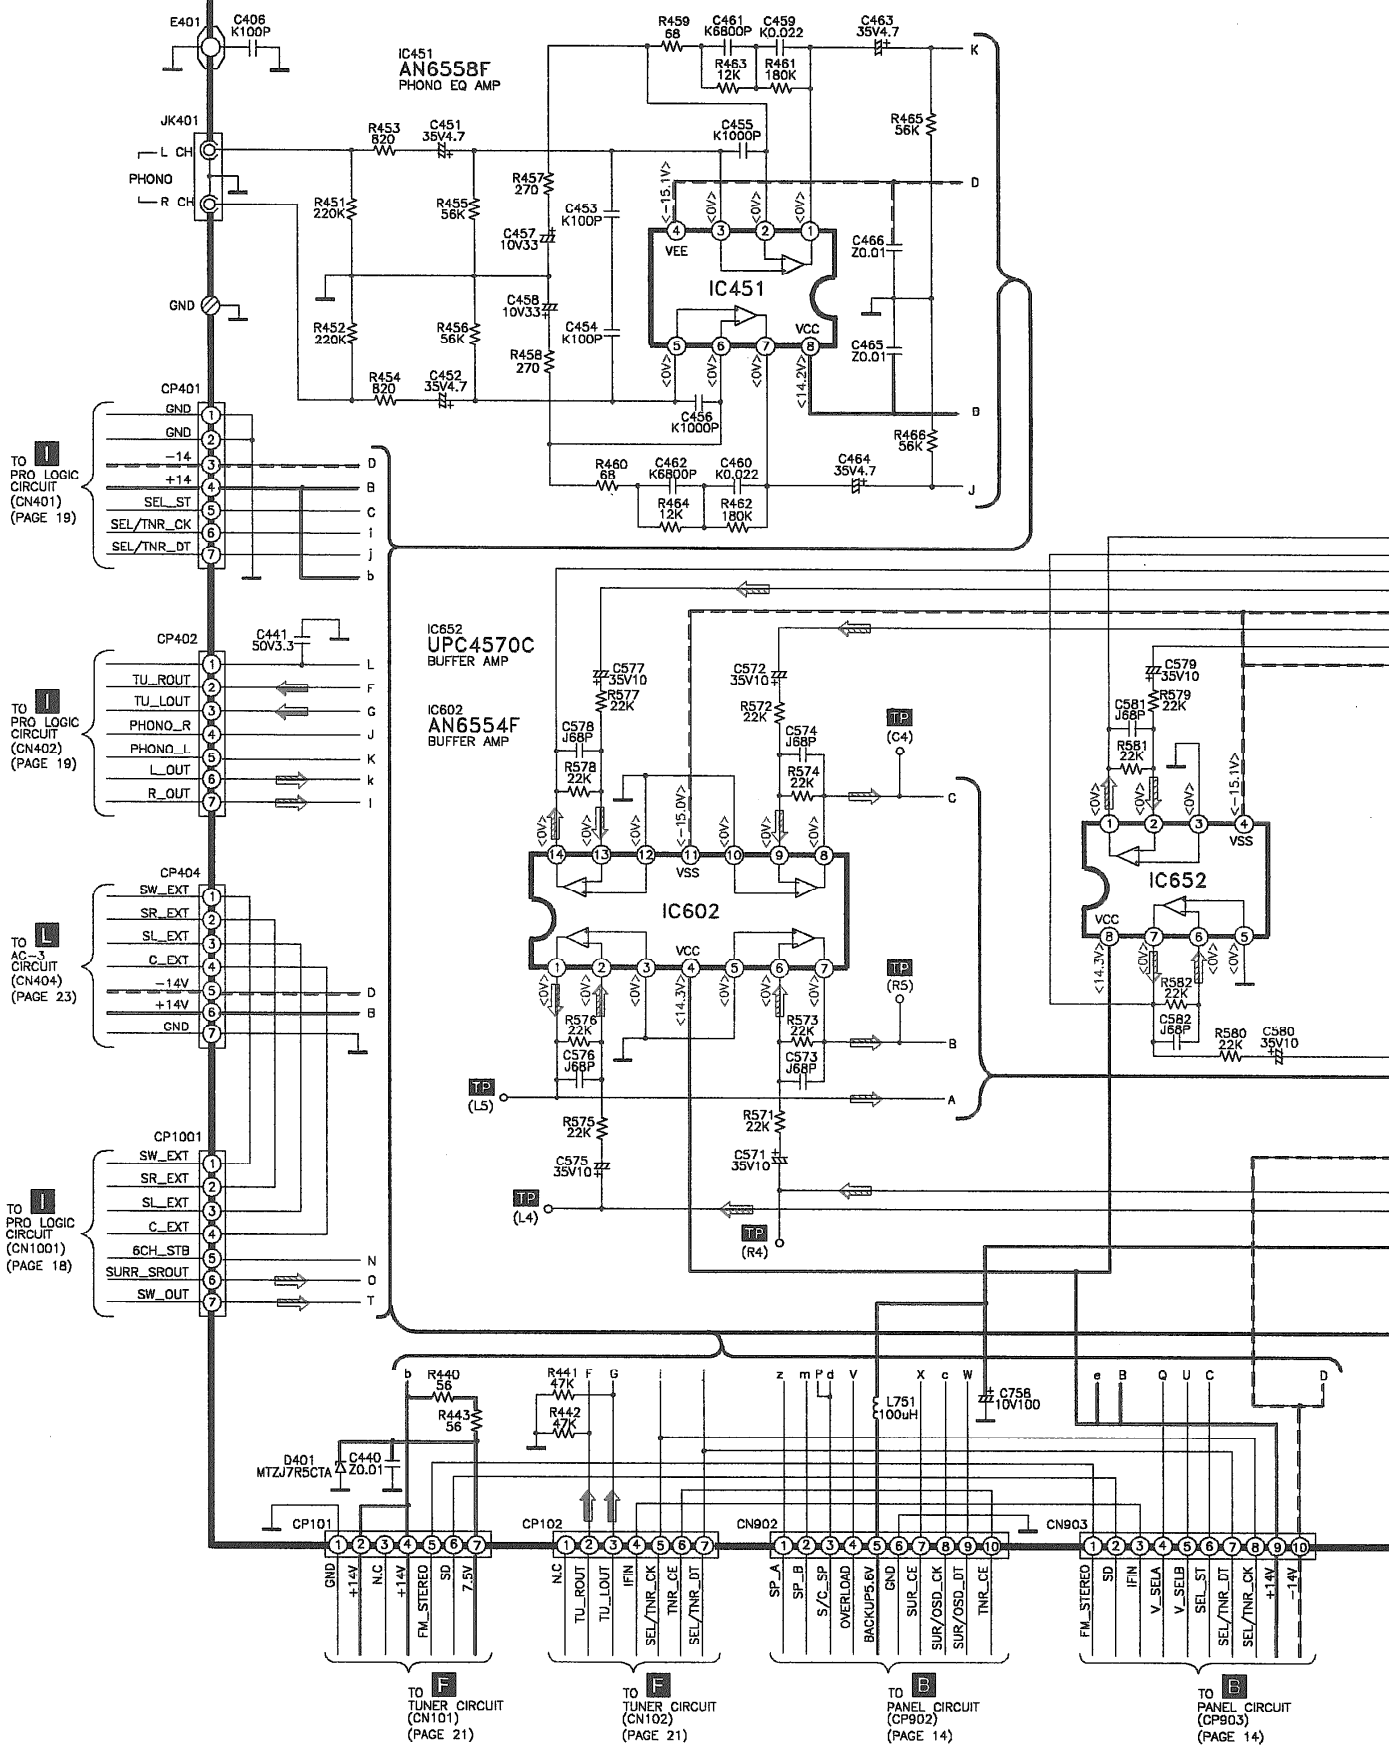 E401
C406
K100P
IC451
AN6558F
PHONO EQ AMP
R459
68
C461
K6800P
C459
K0.022
C463
35V4.7
R463
12K
R461
180K
K
JK401
L CH
PHONO
R CH
R453
820
C451
35V4.7
C455
K1000P
R465
56K
R451
220K
R455
56K
R457
270
C453
K100P
<-15.1V>
<0V>
<0V>
<0V>
D
C457
10V33
4
3
2
1
VEE
C466
Z0.01
IC451
GND
C458
10V33
R452
220K
R456
56K
C454
K100P
VCC
5
6
7
8
C465
Z0.01
R458
270
<0V>
<0V>
<0V>
<14.2V>
R454
820
C452
35V4.7
C456
K1000P
B
R466
56K
R460
68
C462
K6800P
C460
K0.022
C464
35V4.7
J
R464
12K
R462
180K
CP401
GND
1
GND
2
-14
3
D
+14
4
B
SEL_ST
5
C
SEL/TNR_CK
6
i
SEL/TNR_DT
7
j
b
TO I
PRO LOGIC
CIRCUIT
(CN401)
(PAGE 19)
CP402
C441
50V3.3
1
L
TU_ROUT
2
F
TU_LOUT
3
G
PHONO_R
4
J
PHONO_L
5
K
L_OUT
6
k
R_OUT
7
l
TO I
PRO LOGIC
CIRCUIT
(CN402)
(PAGE 19)
IC652
UPC4570C
BUFFER AMP
IC602
AN6554F
BUFFER AMP
C577
35V10
R577
22K
C578
J68P
R578
22K
C572
35V10
R572
22K
C574
J68P
R574
22K
TP
(C4)
C
C579
35V10
R579
22K
C581
J68P
R581
22K
<0V>
<0V>
<0V>
<-15.0V>
<0V>
<0V>
14
13
12
11
10
9
8
VSS
IC602
VCC
1
2
3
4
5
6
7
<0V>
<0V>
<0V>
<14.3V>
<0V>
<0V>
<0V>
<0V>
<0V>
<0V>
<-15.1V>
1
2
3
4
VSS
IC652
VCC
8
7
6
5
<14.3V>
<0V>
<0V>
<0V>
R582
22K
C582
J68P
R580
22K
C580
35V10
TP
(R5)
R576
22K
C576
J68P
R573
22K
C573
J68P
B
TP
(L5)
A
R575
22K
C575
35V10
R571
22K
C571
35V10
TP
(L4)
TP
(R4)
CP404
SW_EXT
1
SR_EXT
2
SL_EXT
3
C_EXT
4
-14V
5
D
+14V
6
B
GND
7
TO L
AC-3
CIRCUIT
(CN404)
(PAGE 23)
CP1001
SW_EXT
1
SR_EXT
2
SL_EXT
3
C_EXT
4
6CH_STB
5
N
SURR_SROUT
6
O
SW_OUT
7
T
TO I
PRO LOGIC
CIRCUIT
(CN1001)
(PAGE 18)
b
R440
56
R443
56
D401
MTZJ7R5CTA
C440
Z0.01
R441
47K
R442
47K
F
G
i
j
z
m
P
d
V
L751
100uH
X
c
W
C758
10V100
e
B
Q
U
C
D
CP101
1
2
3
4
5
6
7
GND
+14V
N.C
+14V
FM_STEREO
SD
7.5V
TO F
TUNER CIRCUIT
(CN101)
(PAGE 21)
CP102
1
2
3
4
5
6
7
N.C
TU_ROUT
TU_LOUT
IFIN
SEL/TNR_CK
TNR_CE
SEL/TNR_DT
TO F
TUNER CIRCUIT
(CN102)
(PAGE 21)
CN902
1
2
3
4
5
6
7
8
9
10
SP_A
SP_B
S/C_SP
OVERLOAD
BACKUP5.6V
GND
SUR_CE
SUR/OSD_CK
SUR/OSD_DT
TNR_CE
TO B
PANEL CIRCUIT
(CP902)
(PAGE 14)
CN903
1
2
3
4
5
6
7
8
9
10
FM_STEREO
SD
IFIN
V_SELA
V_SELB
SEL_ST
SEL/TNR_DT
SEL/TNR_CK
+14V
-14V
TO B
PANEL CIRCUIT
(CP903)
(PAGE 14)